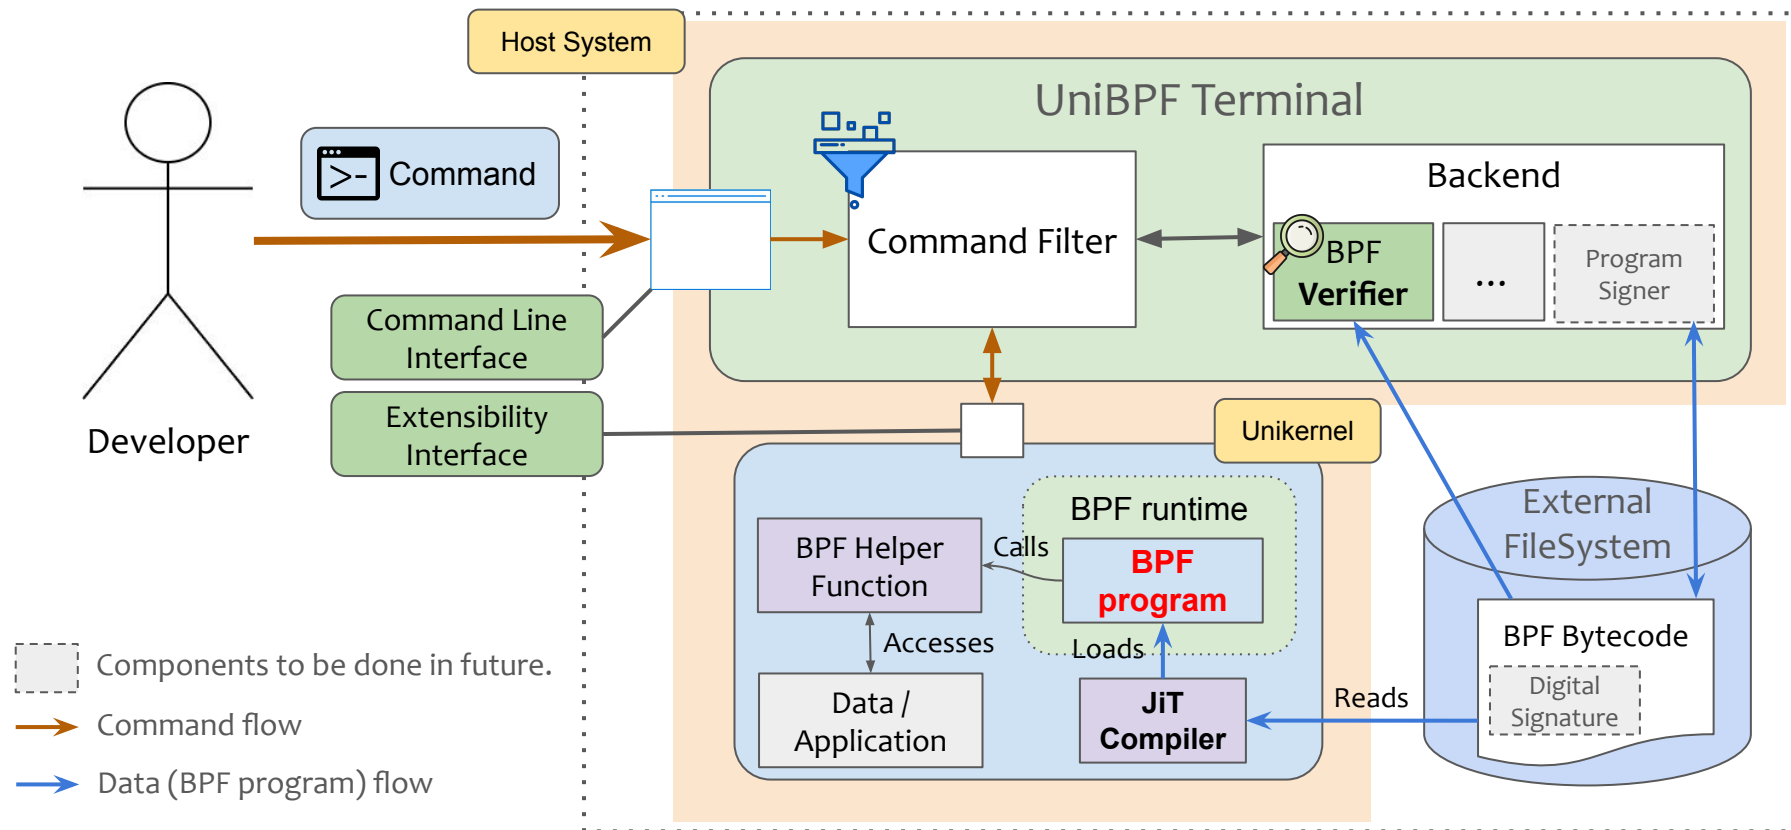 Host System
UniBPF Terminal
>- Command
Command Filter
Backend
BPF
Verifier
...
Program
Signer
Command Line
Interface
Extensibility
Interface
Developer
Unikernel
BPF runtime
BPF
program
Calls
BPF Helper
Function
Accesses
Loads
Data /
Application
JiT
Compiler
Reads
External
FileSystem
BPF Bytecode
Digital
Signature
Components to be done in future.
Command flow
Data (BPF program) flow